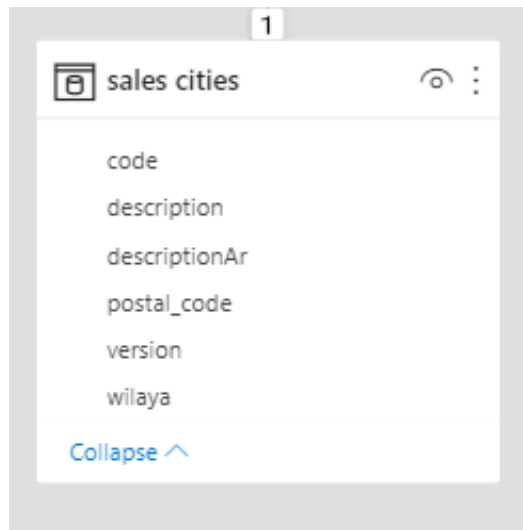 1
sales cities
code
description
descriptionAr
postal_code
version
wilaya
Collapse